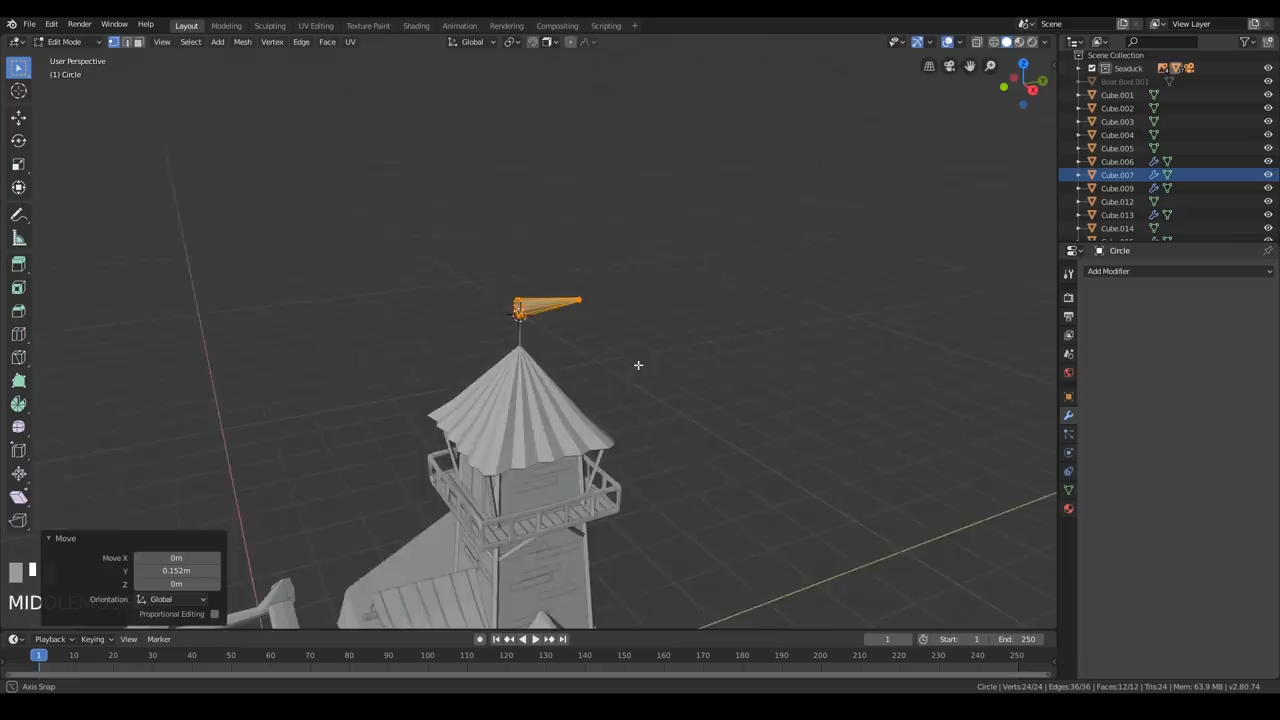 File Edit Render Window Help Layout Modeling Sculpting UV Editing Texture Paint Shading Animation Rendering Compositing Scripting + Scene View Layer
Edit Mode View Select Add Mesh Vertex Edge Face UV Global
User Perspective
(1) Circle
Z
Y
X
Scene Collection
Seaduck
Boat Bool.001
Cube.001
Cube.002
Cube.003
Cube.004
Cube.005
Cube.006
Cube.007
Cube.009
Cube.012
Cube.013
Cube.014
Circle
Add Modifier
Move
Move X 0m
Y 0.152m
Z 0m
Orientation Global
Proportional Editing
Playback Keying View Marker 1 Start: 1 End: 250
1 10 20 30 40 50 60 70 80 90 100 110 120 130 140 150 160 170 180 190 200 210 220 230 240 250
Axis Snap Circle | Verts:24/24 | Edges:36/36 | Faces:12/12 | Tris:24 | Mem: 63.9 MB | v2.80.74